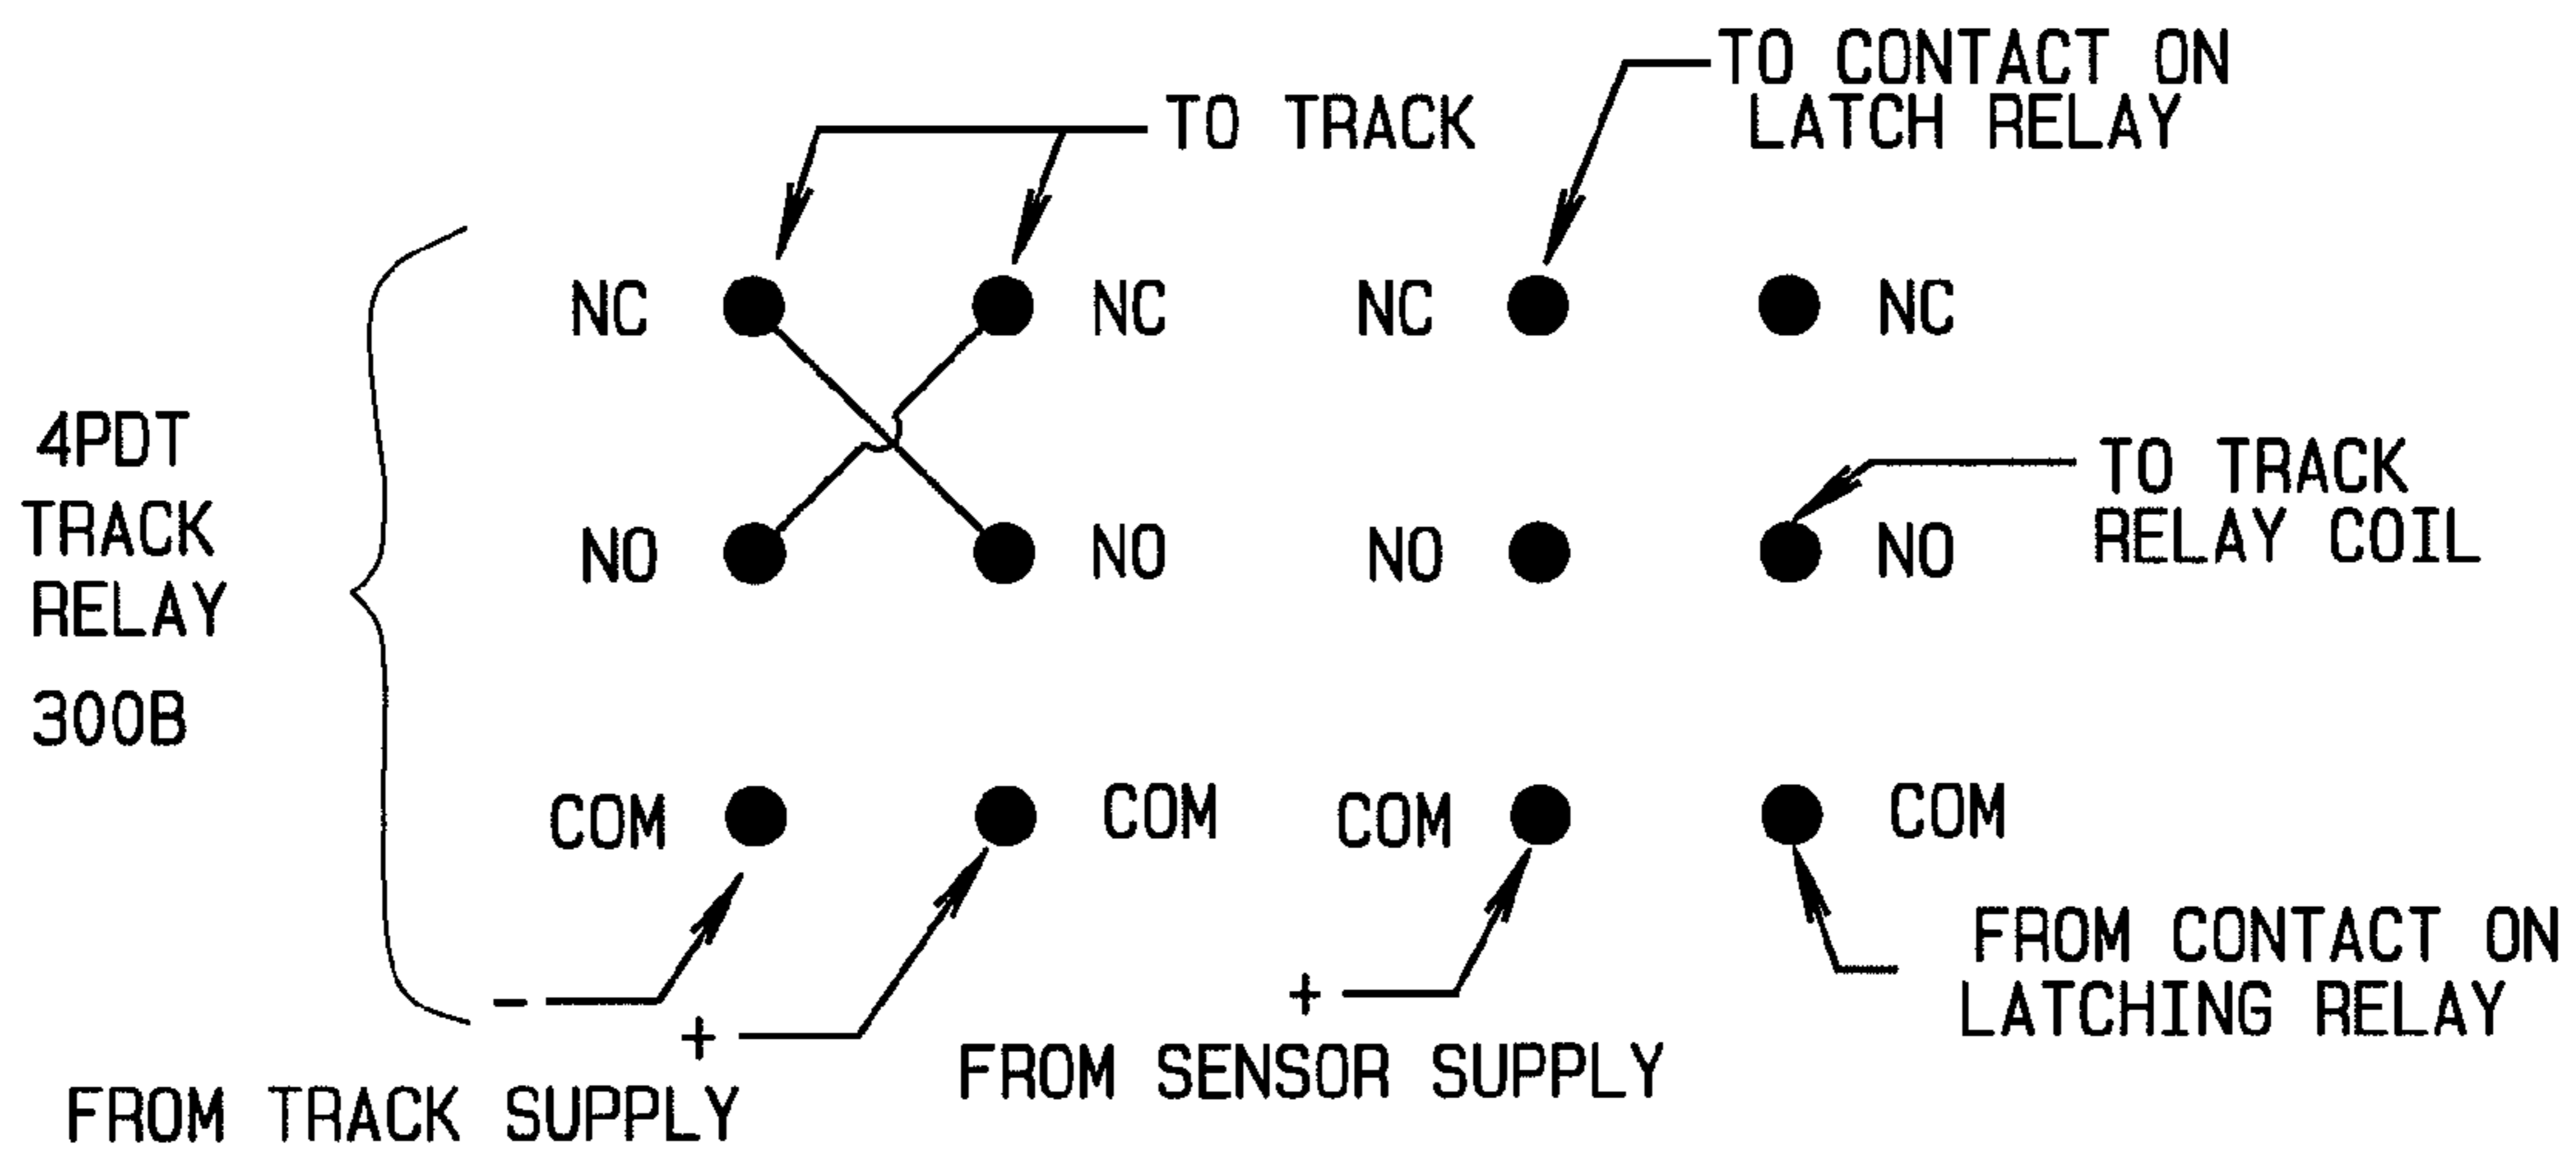 TO CONTACT ON
LATCH RELAY
TO TRACK
NC
NC
NC
NC
4PDT
TRACK
RELAY
300B
TO TRACK
RELAY COIL
NO
NO
NO
NO
COM
COM
COM
COM
-
+
FROM TRACK SUPPLY
+
FROM SENSOR SUPPLY
FROM CONTACT ON
LATCHING RELAY